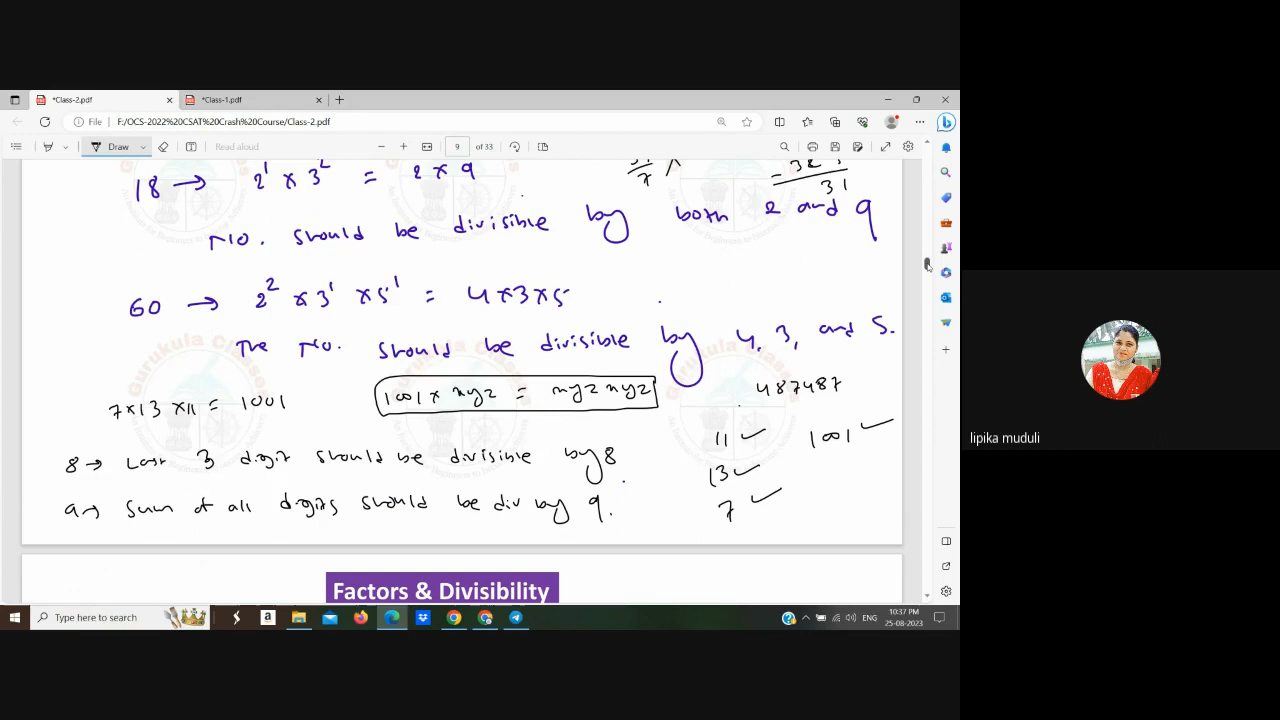 *Class-2.pdf
*Class-1.pdf
File F:/OCS-2022%20CSAT%20Crash%20Course/Class-2.pdf
Draw Read aloud 9 of 33
18 → 2¹ × 3² = 2 × 9
No. should be divisible by both 2 and 9
60 → 2² × 3¹ × 5¹ = 4×3×5
The No. should be divisible by 4, 3, and 5.
7×13×11 = 1001
1001 × xyz = xyz xyz
487487
11 ✓ 1001 ✓
13 ✓
7 ✓
8 → Last 3 digit should be divisible by 8
9 → Sum of all digits should be div by 9.
Factors & Divisibility
lipika muduli
Type here to search
ENG
10:37 PM
25-08-2023